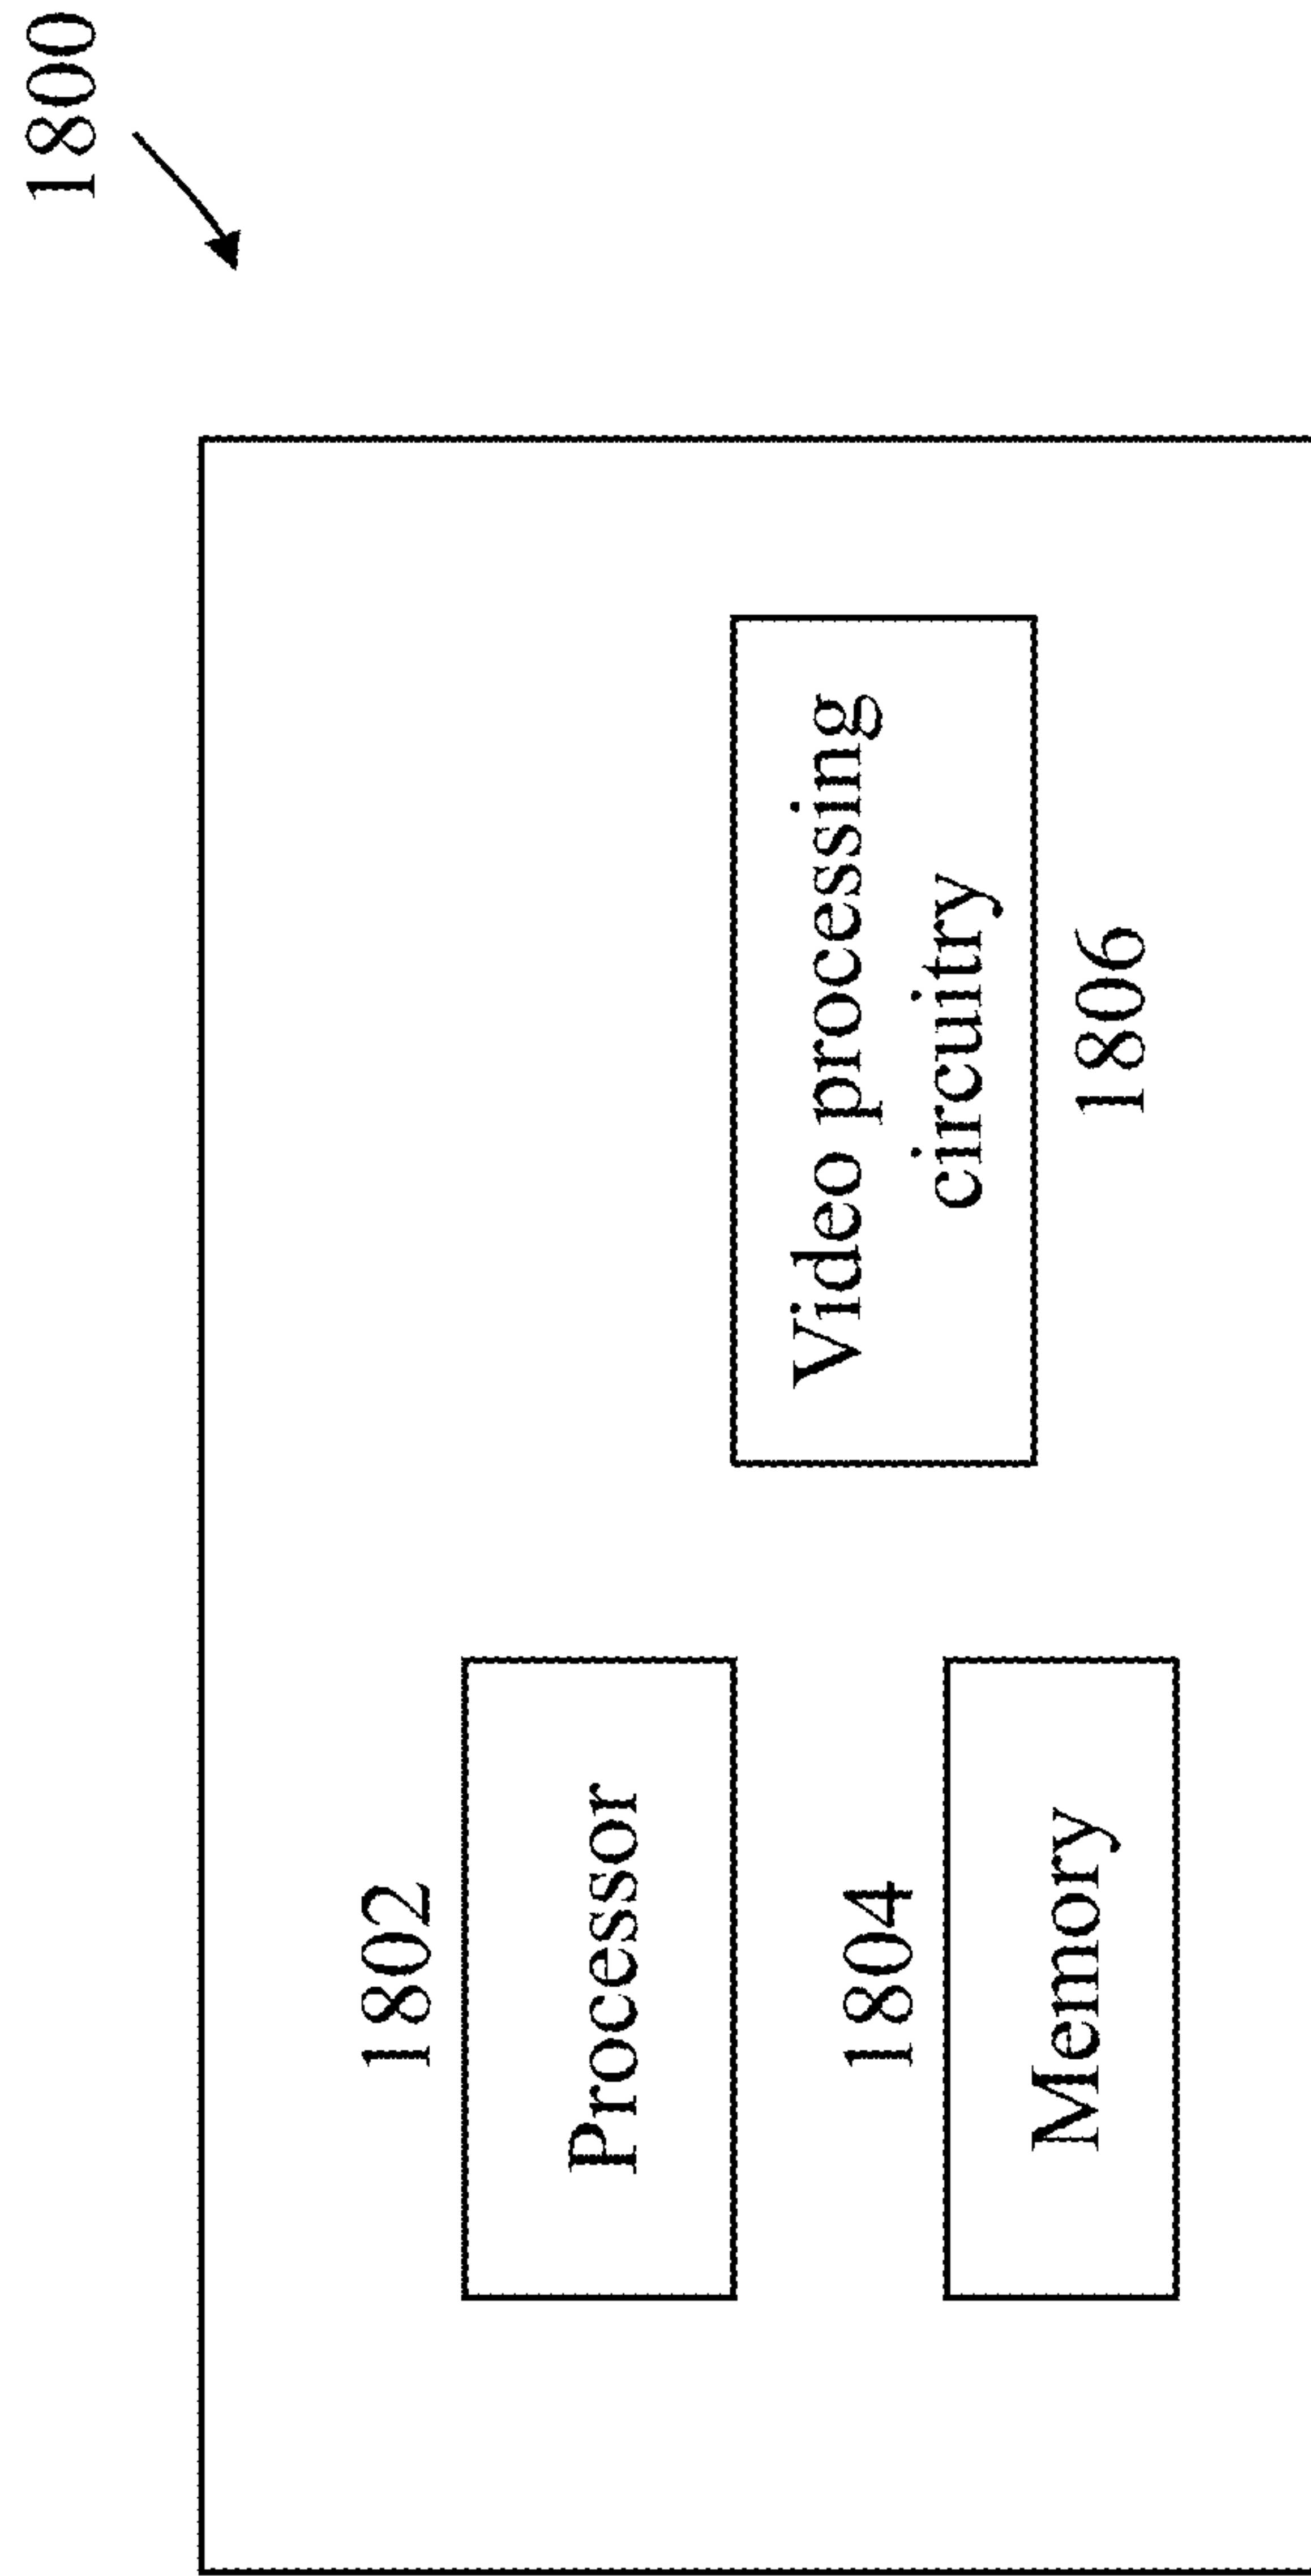 1800
1802
Processor
1804
Memory
Video processing
circuitry
1806